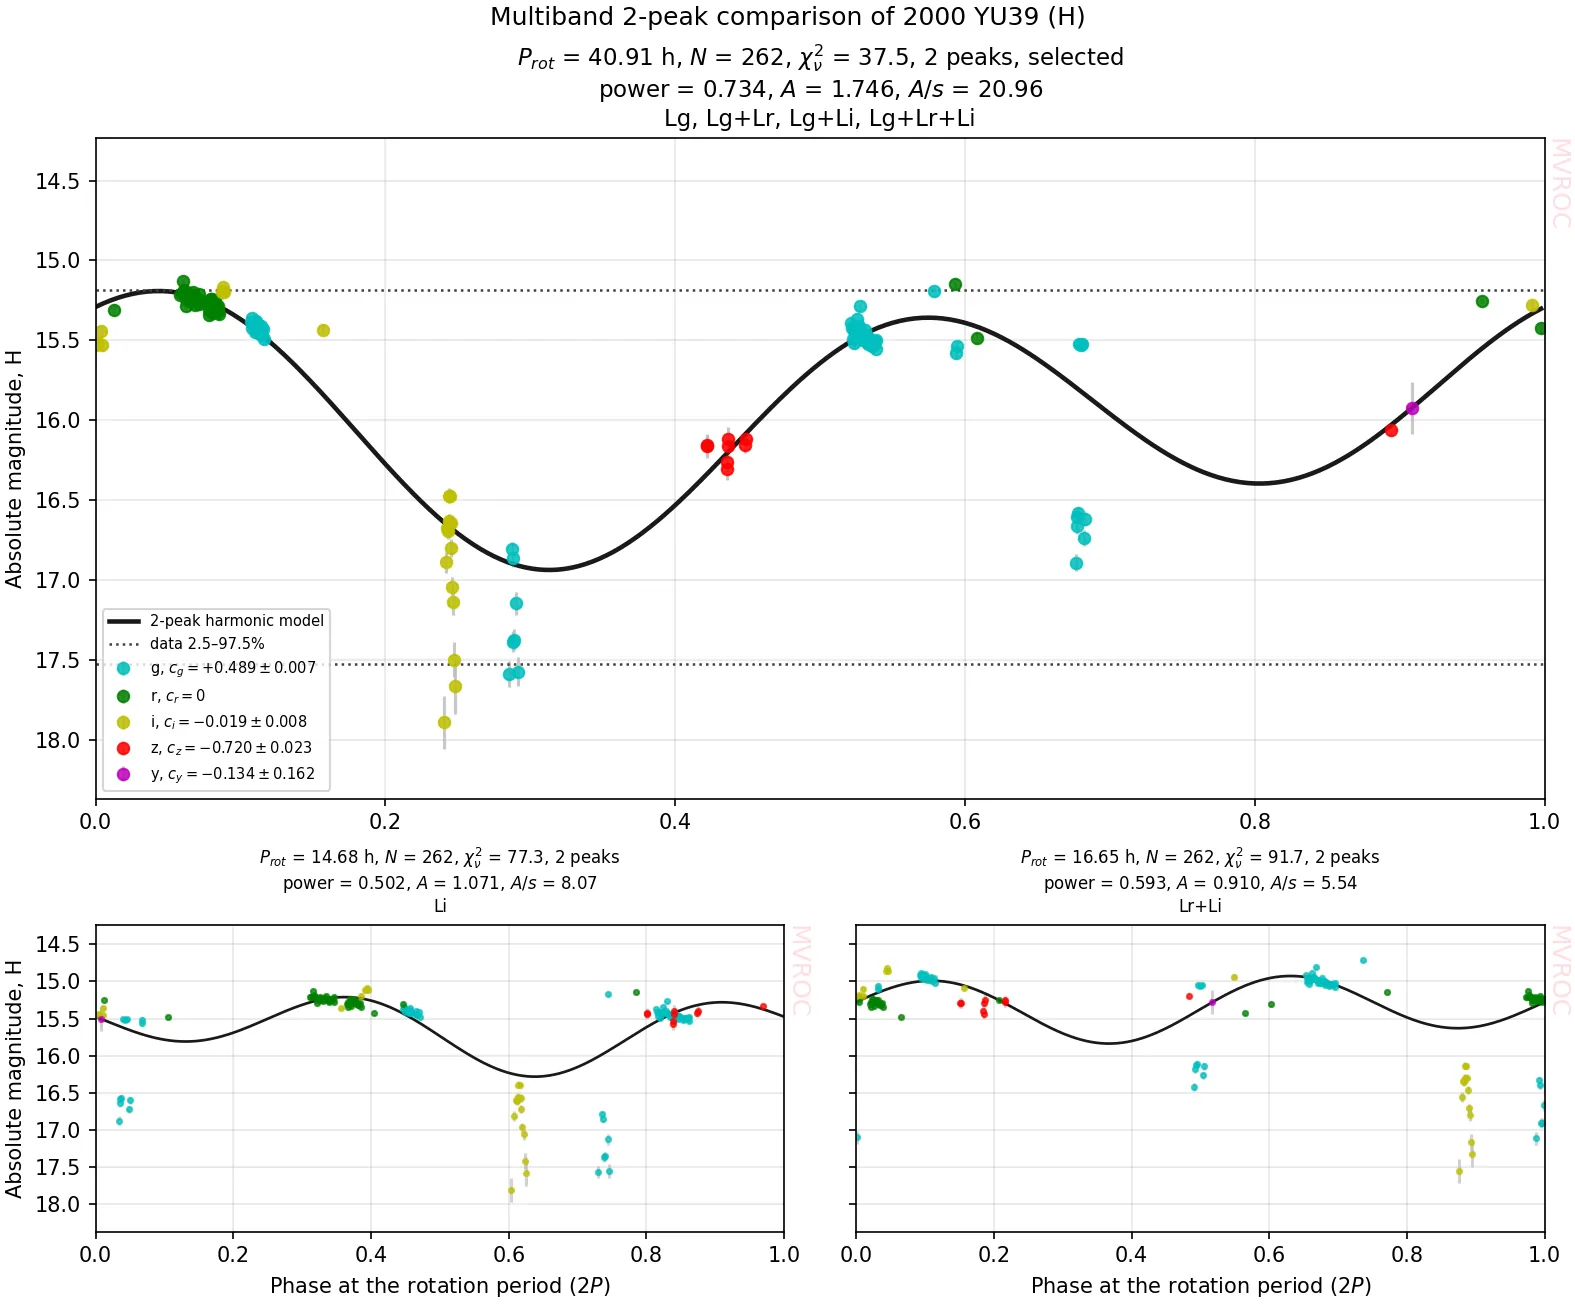 Multiband 2-peak comparison of 2000 YU39 (H)
P_rot = 40.91 h, N = 262, χ²_ν = 37.5, 2 peaks, selected
power = 0.734, A = 1.746, A/s = 20.96
Lg, Lg+Lr, Lg+Li, Lg+Lr+Li
MVROC
Absolute magnitude, H
14.5
15.0
15.5
16.0
16.5
17.0
17.5
18.0
2-peak harmonic model
data 2.5–97.5%
g, c_g = +0.489 ± 0.007
r, c_r = 0
i, c_i = −0.019 ± 0.008
z, c_z = −0.720 ± 0.023
y, c_y = −0.134 ± 0.162
0.0 0.2 0.4 0.6 0.8 1.0
P_rot = 14.68 h, N = 262, χ²_ν = 77.3, 2 peaks
power = 0.502, A = 1.071, A/s = 8.07
Li
MVROC
Absolute magnitude, H
14.5
15.0
15.5
16.0
16.5
17.0
17.5
18.0
0.0 0.2 0.4 0.6 0.8 1.0
Phase at the rotation period (2P)
P_rot = 16.65 h, N = 262, χ²_ν = 91.7, 2 peaks
power = 0.593, A = 0.910, A/s = 5.54
Lr+Li
MVROC
0.0 0.2 0.4 0.6 0.8 1.0
Phase at the rotation period (2P)